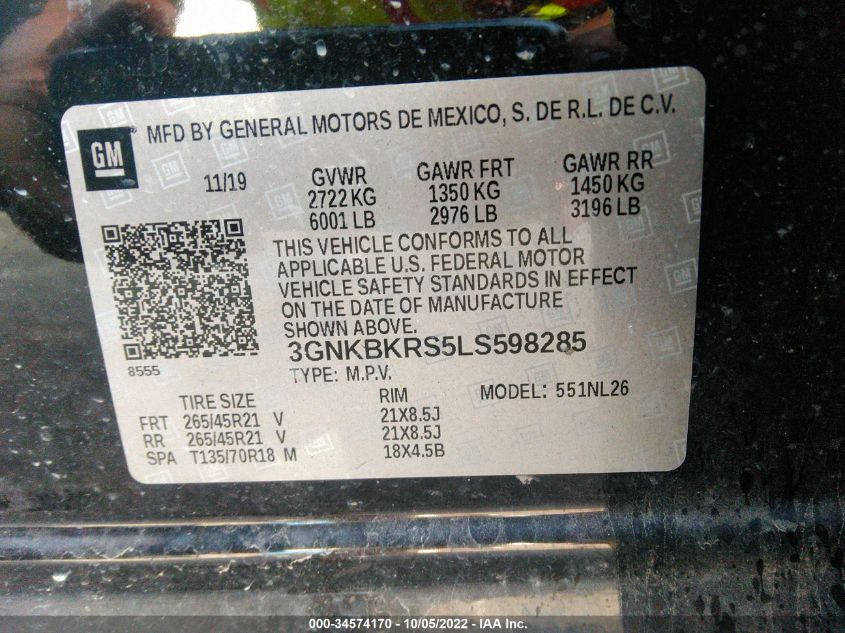 GM
MFD BY GENERAL MOTORS DE MEXICO, S. DE R.L. DE C.V.
11/19
GVWR GAWR FRT GAWR RR
2722 KG 1350 KG 1450 KG
6001 LB 2976 LB 3196 LB
THIS VEHICLE CONFORMS TO ALL
APPLICABLE U.S. FEDERAL MOTOR
VEHICLE SAFETY STANDARDS IN EFFECT
ON THE DATE OF MANUFACTURE
SHOWN ABOVE.
3GNKBKRS5LS598285
8555
TYPE: M.P.V. MODEL: 551NL26
TIRE SIZE RIM
FRT 265/45R21 V 21X8.5J
RR 265/45R21 V 21X8.5J
SPA T135/70R18 M 18X4.5B
000-34574170 - 10/05/2022 - IAA Inc.